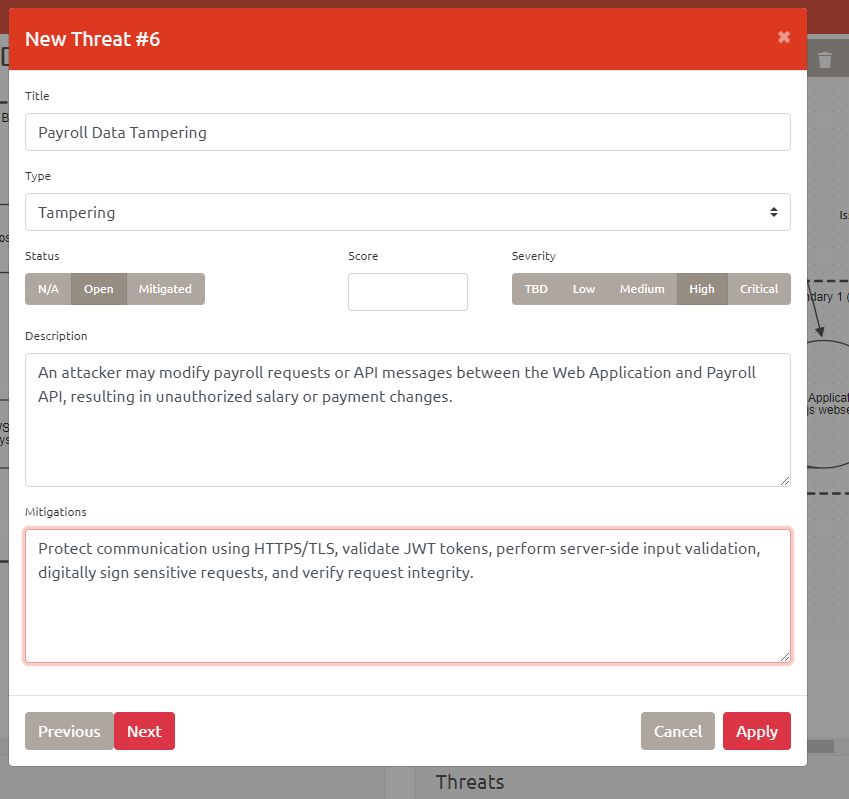 New Threat #6
Title
Payroll Data Tampering
Type
Tampering
Status
Score
Severity
N/A Open Mitigated
TBD Low Medium High Critical
Description
An attacker may modify payroll requests or API messages between the Web Application and Payroll
API, resulting in unauthorized salary or payment changes.
Mitigations
Protect communication using HTTPS/TLS, validate JWT tokens, perform server-side input validation,
digitally sign sensitive requests, and verify request integrity.
Previous Next
Cancel Apply
Threats